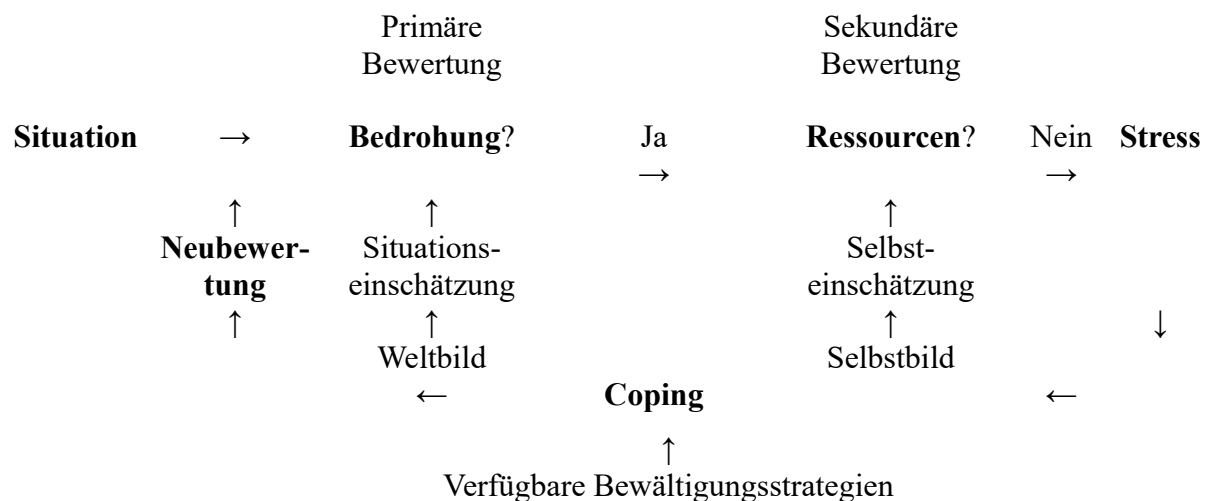 Primäre Sekundäre
Bewertung Bewertung
Situation → Bedrohung? Ja Ressourcen? Nein Stress
→ →
↑ ↑ ↑
Neubewer- Situations- Selbst-
tung einschätzung einschätzung
↑ ↑ ↑ ↓
Weltbild Selbstbild
← Coping ←
↑
Verfügbare Bewältigungsstrategien